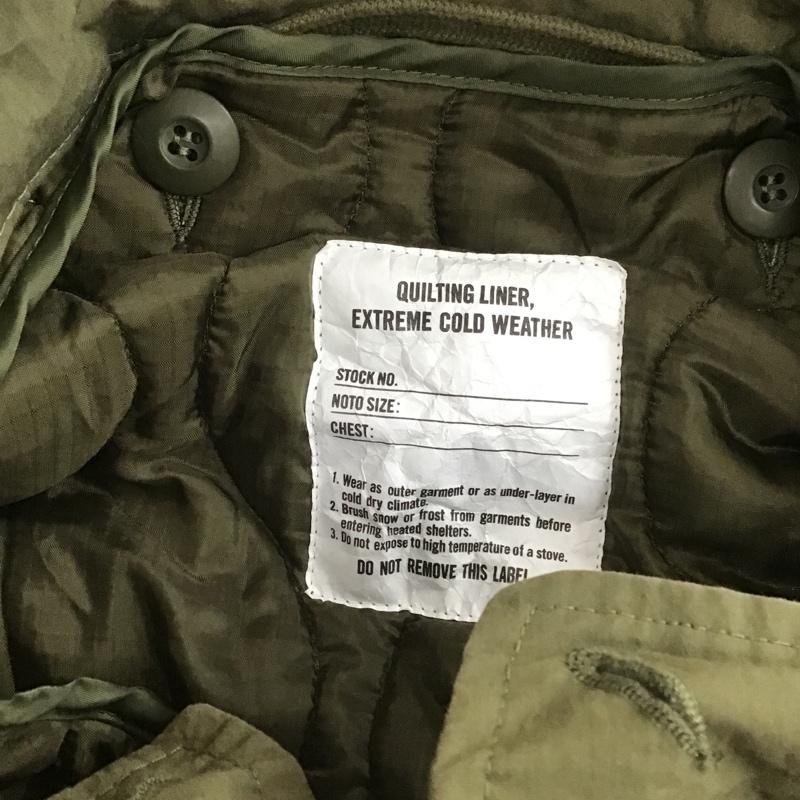 QUILTING LINER,
EXTREME COLD WEATHER
STOCK NO.
NOTO SIZE:
CHEST:
1. Wear as outer garment or as under-layer in
cold dry climate.
2. Brush snow or frost from garments before
entering heated shelters.
3. Do not expose to high temperature of a stove.
DO NOT REMOVE THIS LABEL